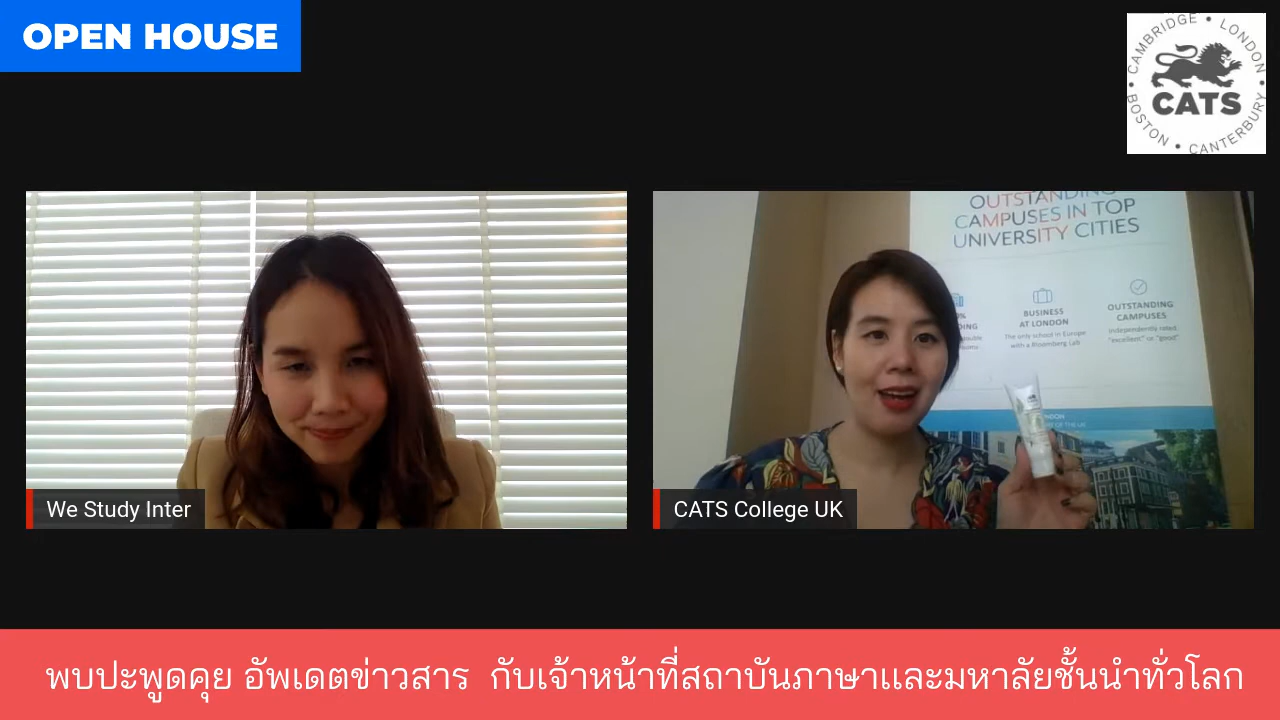 OPEN HOUSE
CAMBRIDGE • LONDON
CATS
BOSTON • CANTERBURY
OUTSTANDING
CAMPUSES IN TOP
UNIVERSITY CITIES
BUSINESS
AT LONDON
The only school in Europe
with a Bloomberg Lab
OUTSTANDING
CAMPUSES
Independently rated
"excellent" or "good"
We Study Inter
CATS College UK
พบปะพูดคุย อัพเดตข่าวสาร กับเจ้าหน้าที่สถาบันภาษาและมหาลัยชั้นนำทั่วโลก